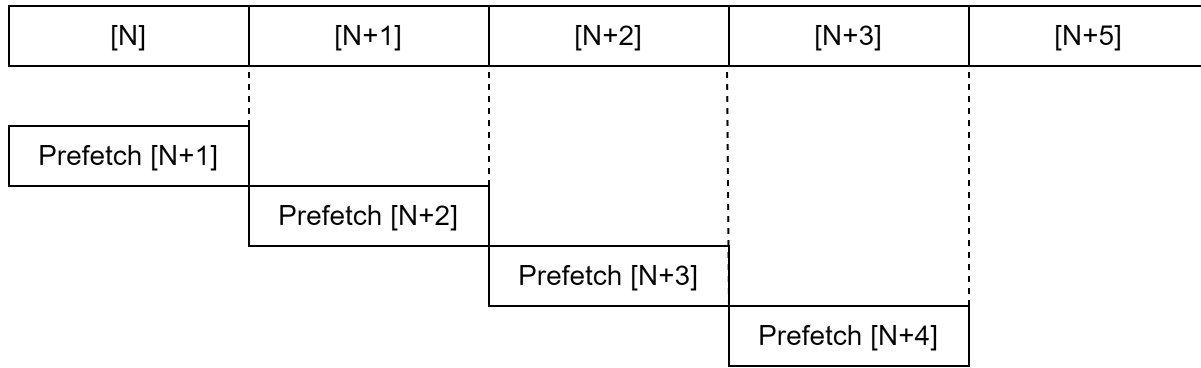 [N] [N+1] [N+2] [N+3] [N+5]
Prefetch [N+1]
Prefetch [N+2]
Prefetch [N+3]
Prefetch [N+4]